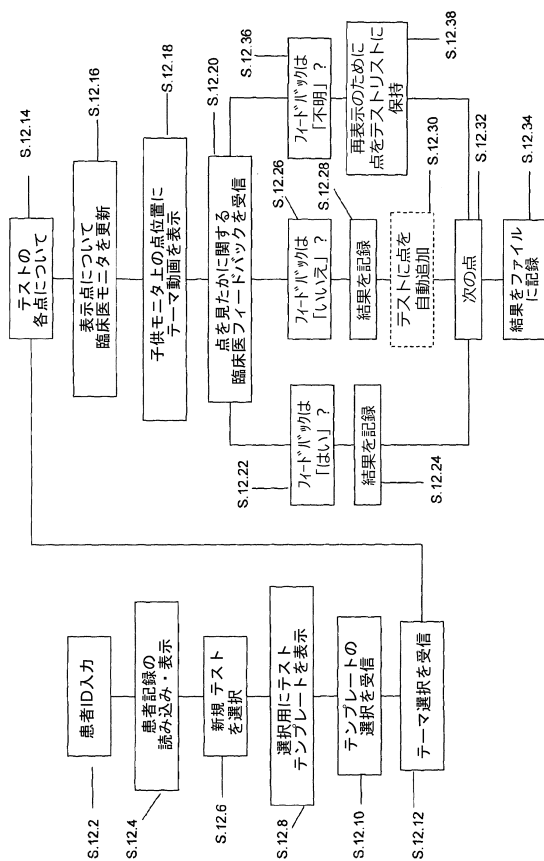 S.12.2
患者ID入力
S.12.4
患者記録の
読み込み・表示
S.12.6
新規 テスト
を選択
S.12.8
選択用にテスト
テンプレートを表示
S.12.10
テンプレートの
選択を受信
S.12.12
テーマ選択を受信
テストの
各点について
S.12.14
表示点について
臨床医モニタを更新
S.12.16
子供モニタ上の点位置に
テーマ動画を表示
S.12.18
点を見たかに関する
臨床医フィードバックを受信
S.12.20
S.12.22
フィードバックは
「はい」?
結果を記録
S.12.24
S.12.26
フィードバックは
「いいえ」?
S.12.28
結果を記録
テストに点を
自動追加
S.12.30
S.12.36
フィードバックは
「不明」?
再表示のために
点をテストリストに
保持
S.12.38
次の点
S.12.32
結果をファイル
に記録
S.12.34